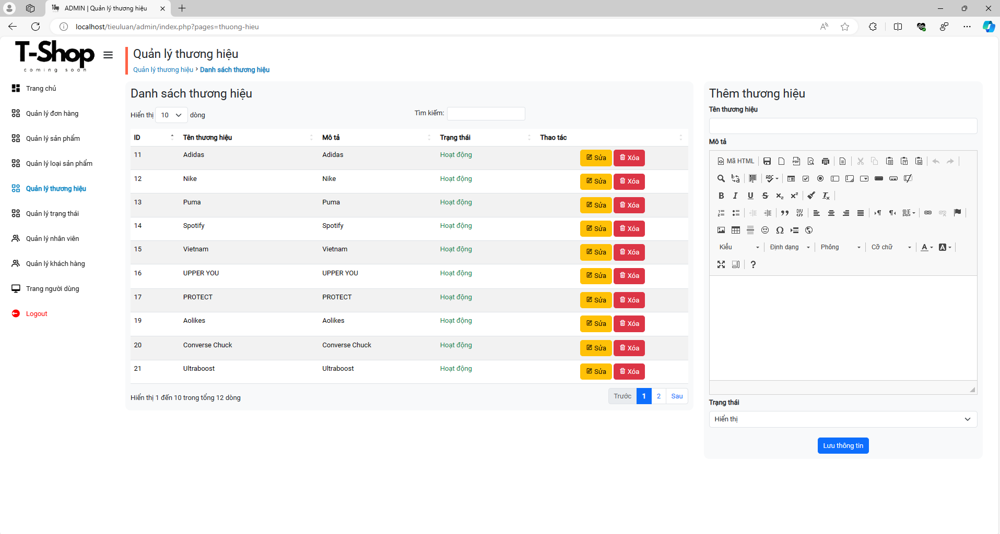 ADMIN | Quản lý thương hiệu
localhost/tieuluan/admin/index.php?pages=thuong-hieu
T-Shop
coming soon
Trang chủ
Quản lý đơn hàng
Quản lý sản phẩm
Quản lý loại sản phẩm
Quản lý thương hiệu
Quản lý trạng thái
Quản lý nhân viên
Quản lý khách hàng
Trang người dùng
Logout
Quản lý thương hiệu
Quản lý thương hiệu › Danh sách thương hiệu
Danh sách thương hiệu
Hiển thị 10 dòng Tìm kiếm:
ID Tên thương hiệu Mô tả Trạng thái Thao tác
11 Adidas Adidas Hoạt động Sửa Xóa
12 Nike Nike Hoạt động Sửa Xóa
13 Puma Puma Hoạt động Sửa Xóa
14 Spotify Spotify Hoạt động Sửa Xóa
15 Vietnam Vietnam Hoạt động Sửa Xóa
16 UPPER YOU UPPER YOU Hoạt động Sửa Xóa
17 PROTECT PROTECT Hoạt động Sửa Xóa
19 Aolikes Aolikes Hoạt động Sửa Xóa
20 Converse Chuck Converse Chuck Hoạt động Sửa Xóa
21 Ultraboost Ultraboost Hoạt động Sửa Xóa
Hiển thị 1 đến 10 trong tổng 12 dòng
Trước 1 2 Sau
Thêm thương hiệu
Tên thương hiệu
Mô tả
Mã HTML
Kiểu Định dạng Phông Cỡ chữ
Trạng thái
Hiển thị
Lưu thông tin